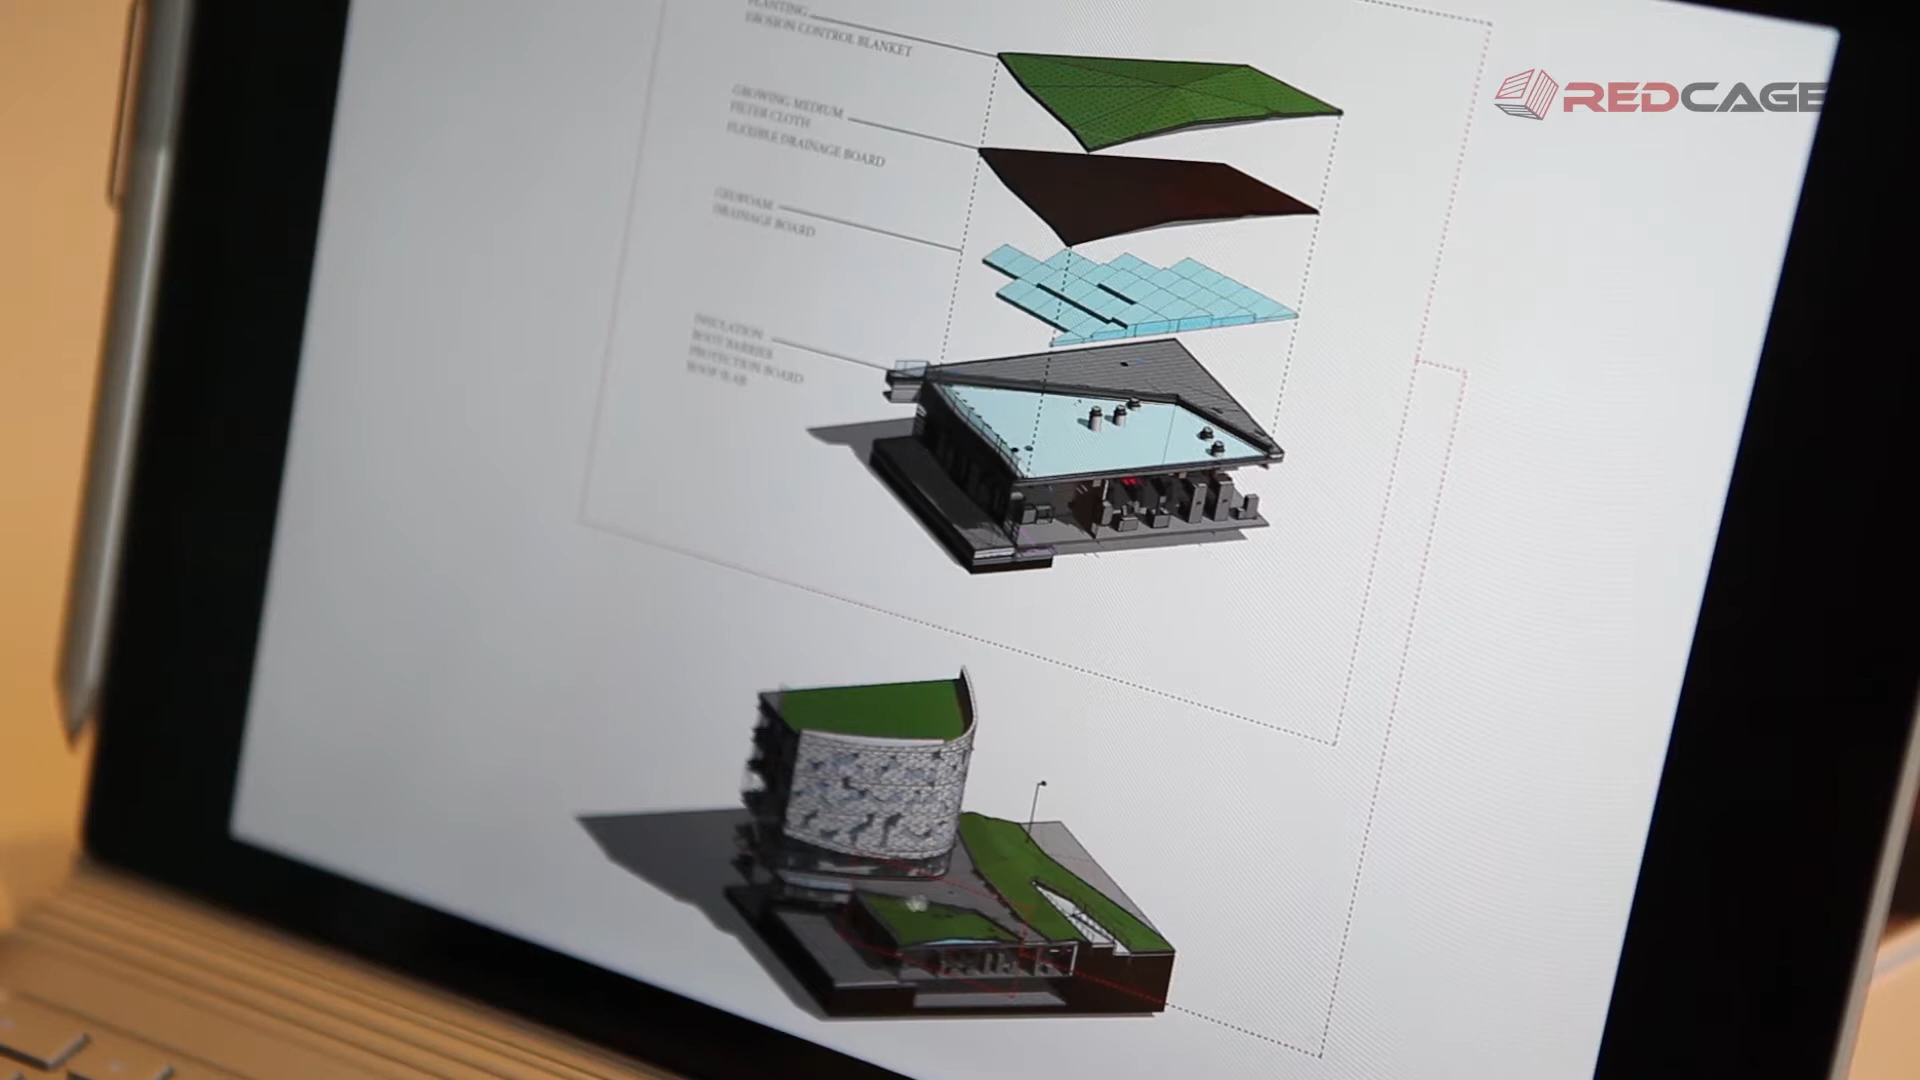 PLANTING
EROSION CONTROL BLANKET
GROWING MEDIUM
FILTER CLOTH
FLEXIBLE DRAINAGE BOARD
GEOFOAM
DRAINAGE BOARD
INSULATION
ROOT BARRIER
PROTECTION BOARD
ROOF SLAB
REDCAGE